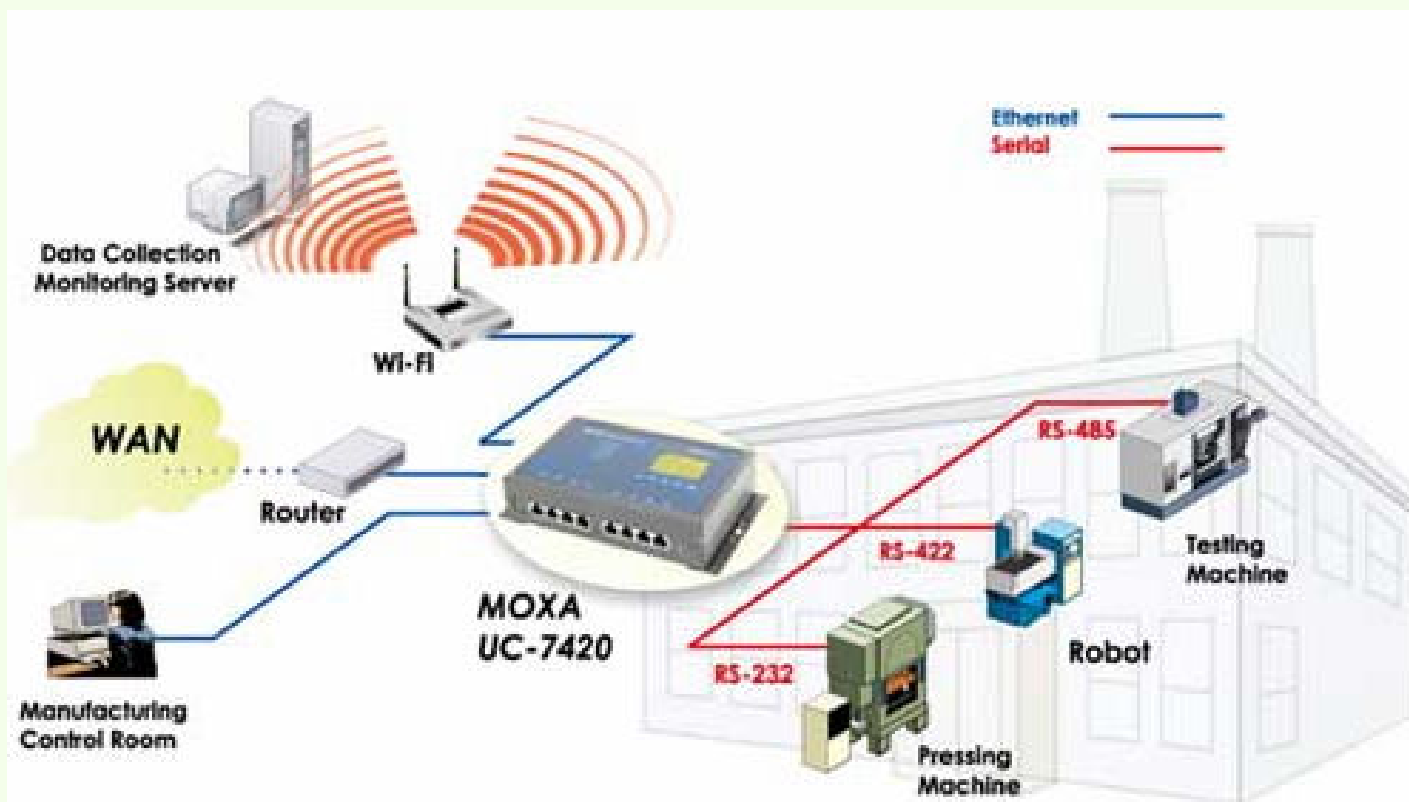 Ethernet
Serial
Data Collection
Monitoring Server
Wi-Fi
WAN
Router
RS-485
RS-422
Testing
Machine
MOXA
UC-7420
Robot
RS-232
Manufacturing
Control Room
Pressing
Machine